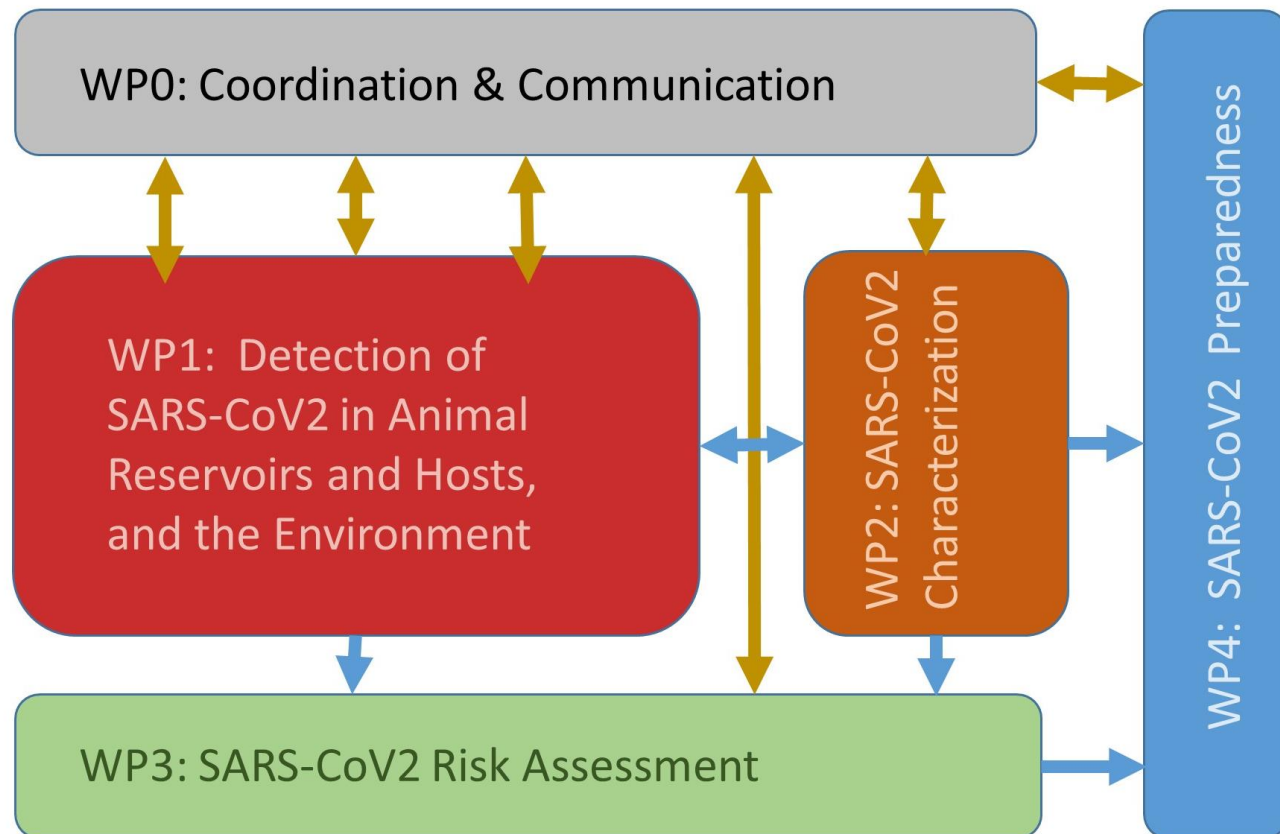 WP0: Coordination & Communication
WP1:  Detection of
SARS-CoV2 in Animal
Reservoirs and Hosts,
and the Environment
WP2: SARS-CoV2
Characterization
WP3: SARS-CoV2 Risk Assessment
WP4:  SARS-CoV2  Preparedness